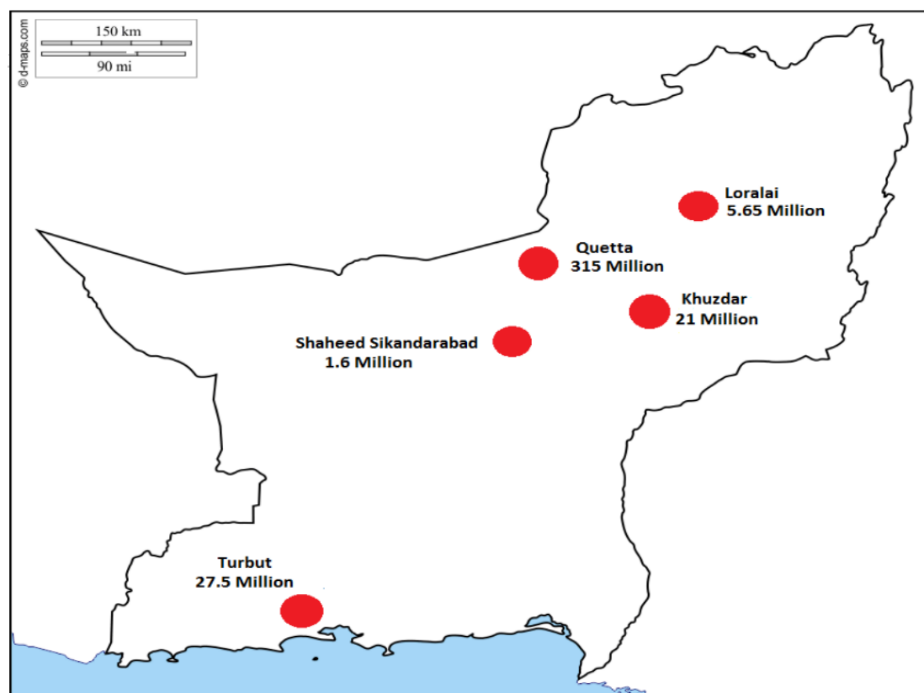 150 km
90 mi
© d-maps.com
Loralai
5.65 Million
Quetta
315 Million
Khuzdar
21 Million
Shaheed Sikandarabad
1.6 Million
Turbut
27.5 Million